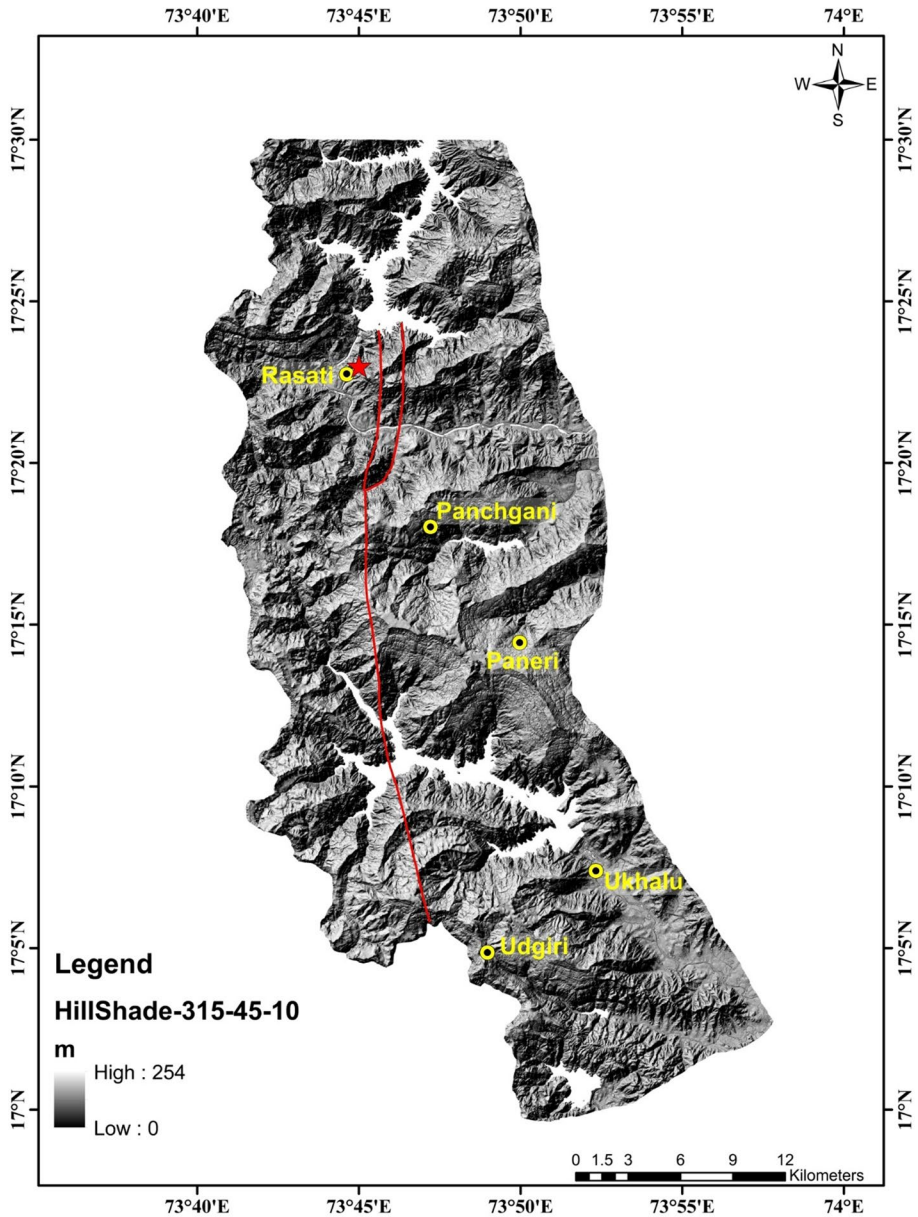 73°40'E 73°45'E 73°50'E 73°55'E 74°E
N
W E
S
17°30'N 17°30'N
17°25'N 17°25'N
Rasati
17°20'N 17°20'N
Panchgani
17°15'N 17°15'N
Paneri
17°10'N 17°10'N
Ukhalu
17°5'N Udgiri 17°5'N
Legend
HillShade-315-45-10
m
High : 254
Low : 0
17°N 17°N
0 1.5 3 6 9 12
Kilometers
73°40'E 73°45'E 73°50'E 73°55'E 74°E